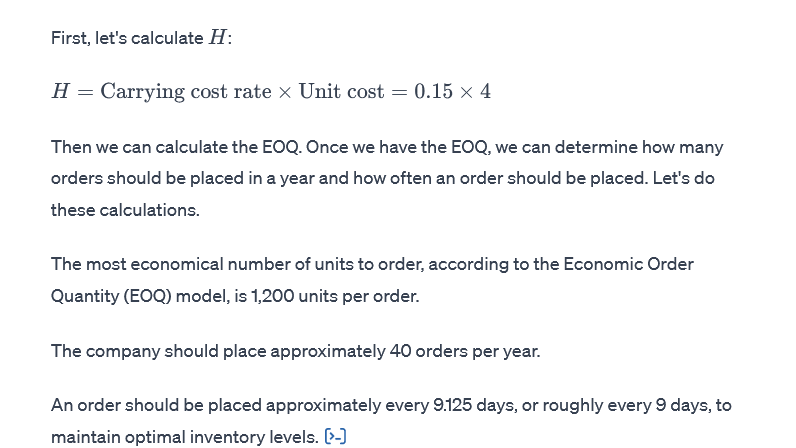 First, let's calculate H:
H = Carrying cost rate × Unit cost = 0.15 × 4
Then we can calculate the EOQ. Once we have the EOQ, we can determine how many
orders should be placed in a year and how often an order should be placed. Let's do
these calculations.
The most economical number of units to order, according to the Economic Order
Quantity (EOQ) model, is 1,200 units per order.
The company should place approximately 40 orders per year.
An order should be placed approximately every 9.125 days, or roughly every 9 days, to
maintain optimal inventory levels. [>-]